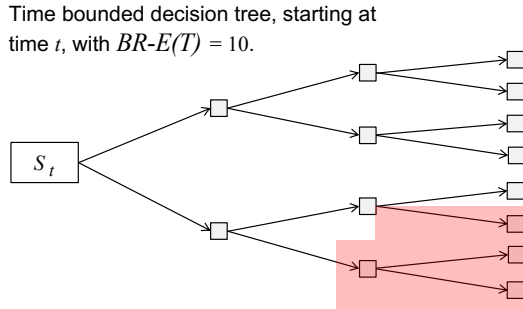 Time bounded decision tree, starting at
time t, with BR-E(T) = 10.
S t